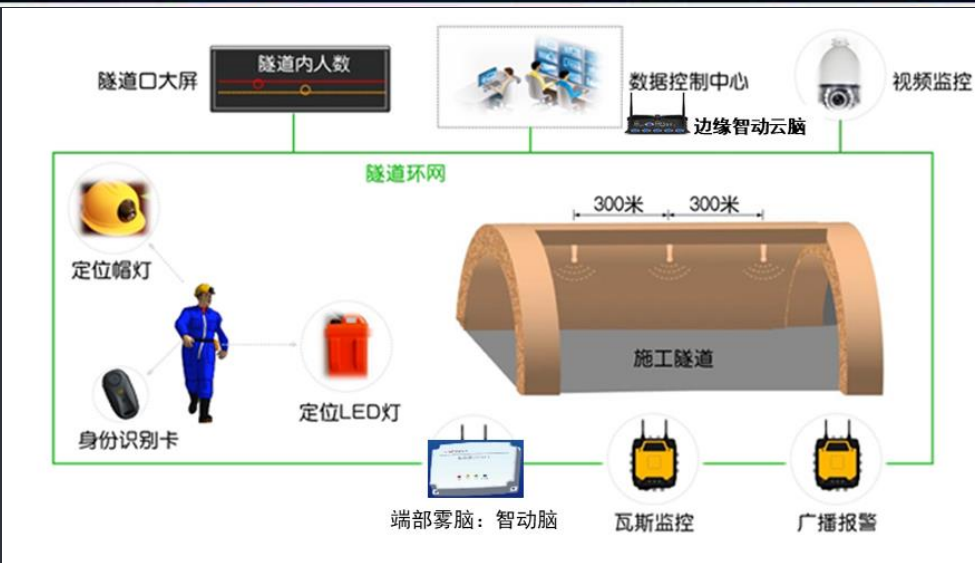 隧道口大屏
隧道内人数
数据控制中心
视频监控
边缘智动云脑
隧道环网
300米
300米
定位帽灯
施工隧道
定位LED灯
身份识别卡
端部雾脑：智动脑
瓦斯监控
广播报警